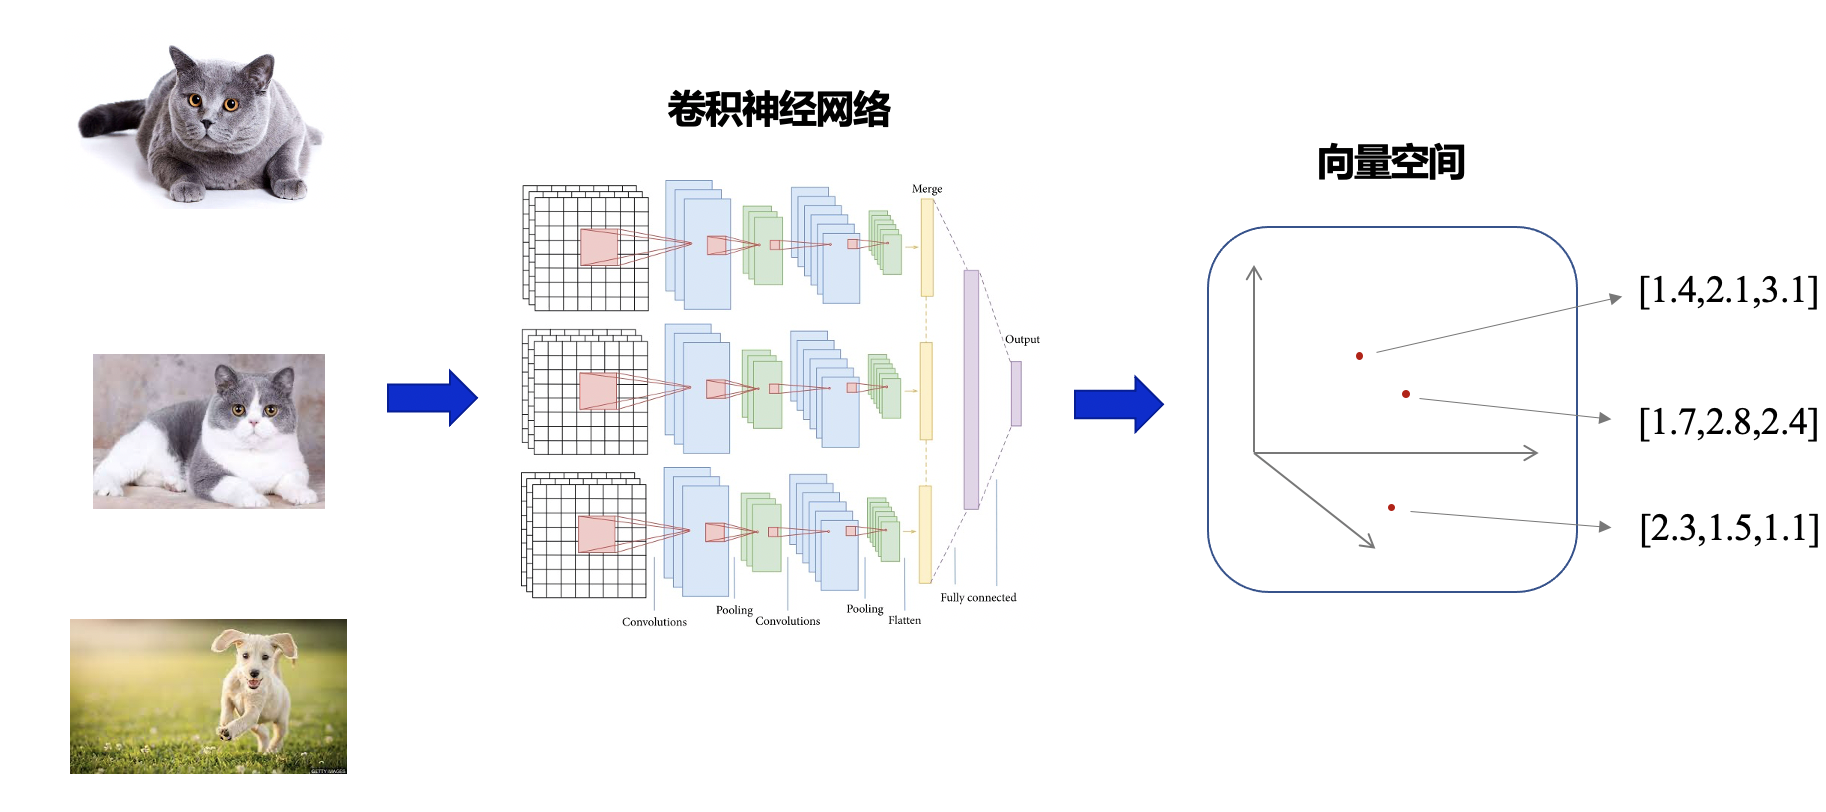 卷积神经网络
Merge
Output
Fully connected
Pooling
Pooling
Convolutions
Convolutions
Flatten
向量空间
[1.4,2.1,3.1]
[1.7,2.8,2.4]
[2.3,1.5,1.1]
GETTY IMAGES